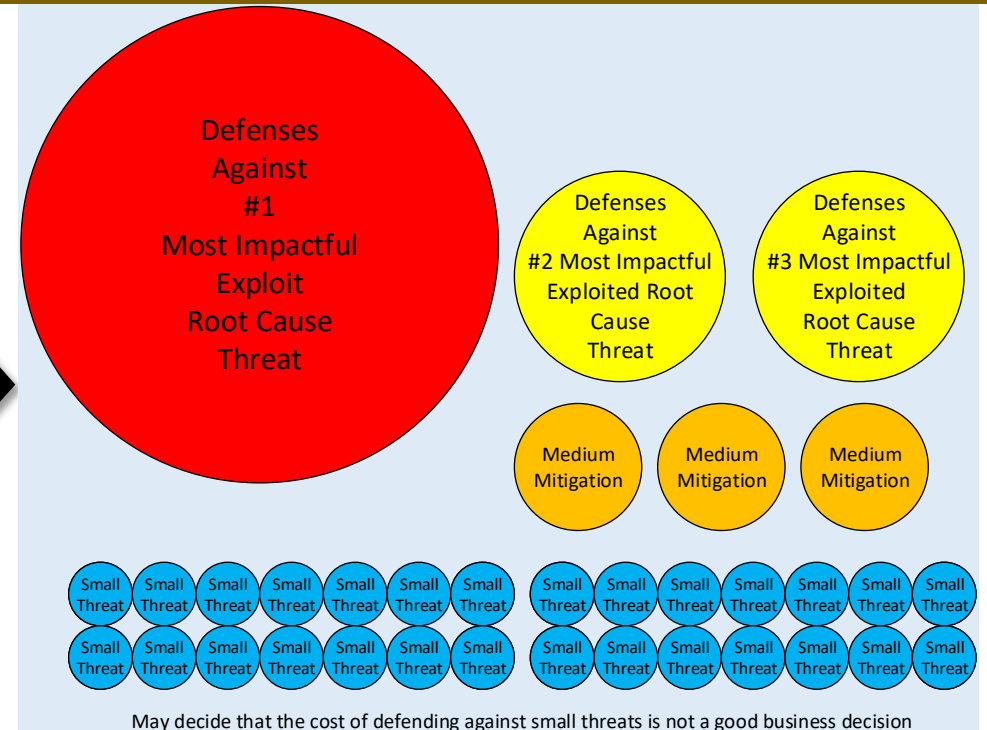 Defenses
Against
#1
Most Impactful
Exploit
Root Cause
Threat
Defenses
Against
#2 Most Impactful
Exploited Root
Cause
Threat
Defenses
Against
#3 Most Impactful
Exploited
Root Cause
Threat
Medium
Mitigation
Medium
Mitigation
Medium
Mitigation
Small
Threat
Small
Threat
Small
Threat
Small
Threat
Small
Threat
Small
Threat
Small
Threat
Small
Threat
Small
Threat
Small
Threat
Small
Threat
Small
Threat
Small
Threat
Small
Threat
Small
Threat
Small
Threat
Small
Threat
Small
Threat
Small
Threat
Small
Threat
Small
Threat
Small
Threat
Small
Threat
Small
Threat
Small
Threat
Small
Threat
Small
Threat
Small
Threat
May decide that the cost of defending against small threats is not a good business decision